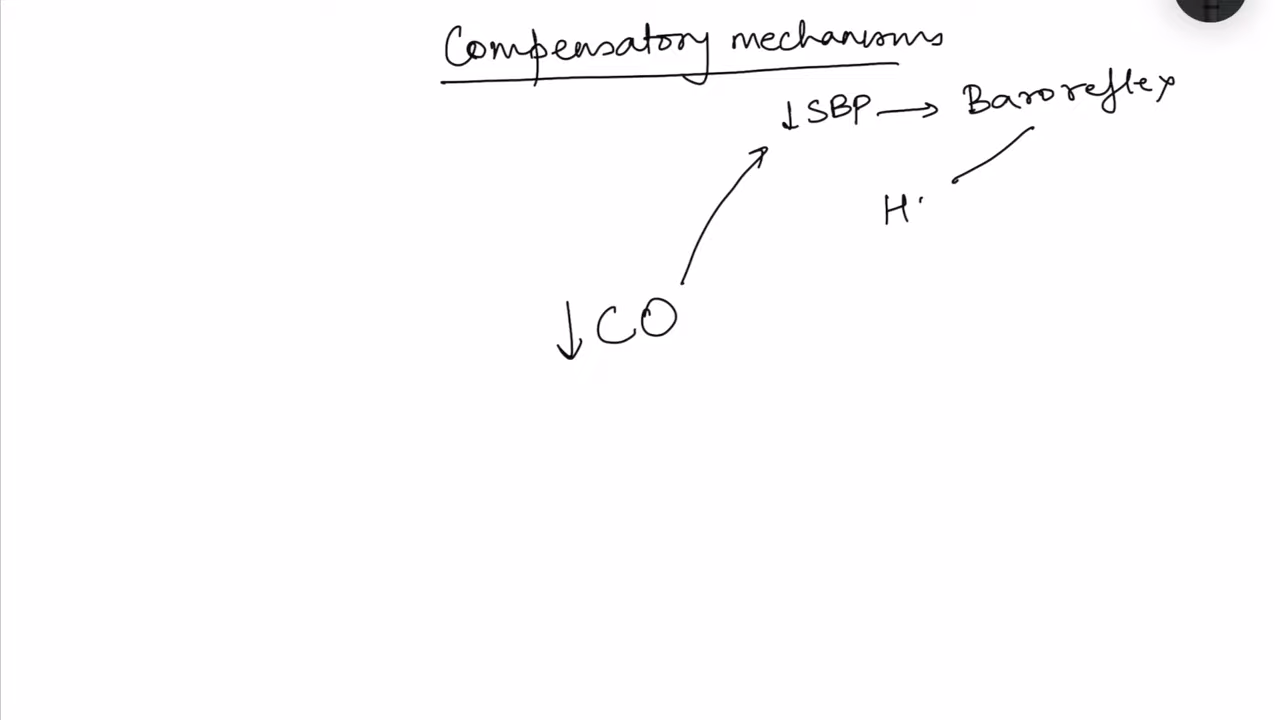 Compensatory mechanisms
↓ SBP → Baroreflex
H
↓ CO